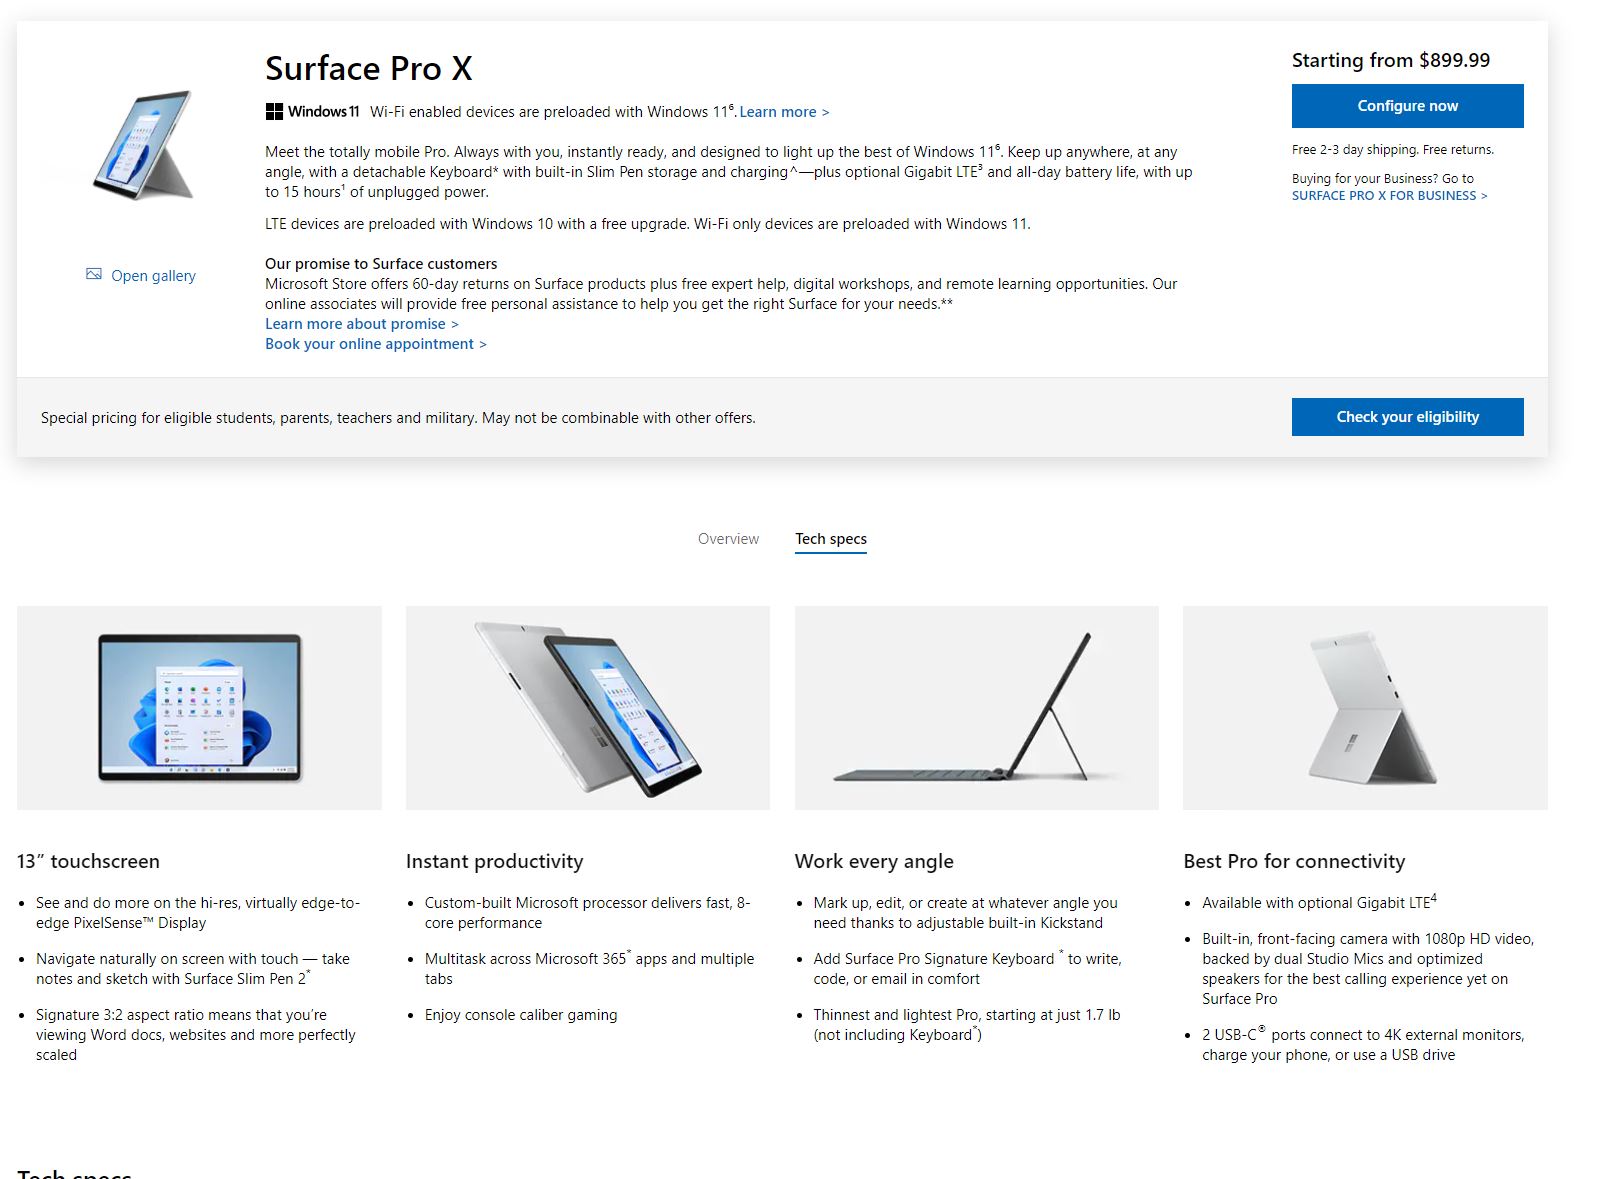 Surface Pro X
Windows 11 Wi-Fi enabled devices are preloaded with Windows 11⁶. Learn more >
Meet the totally mobile Pro. Always with you, instantly ready, and designed to light up the best of Windows 11⁶. Keep up anywhere, at any
angle, with a detachable Keyboard* with built-in Slim Pen storage and charging^—plus optional Gigabit LTE³ and all-day battery life, with up
to 15 hours¹ of unplugged power.
LTE devices are preloaded with Windows 10 with a free upgrade. Wi-Fi only devices are preloaded with Windows 11.
Our promise to Surface customers
Microsoft Store offers 60-day returns on Surface products plus free expert help, digital workshops, and remote learning opportunities. Our
online associates will provide free personal assistance to help you get the right Surface for your needs.**
Learn more about promise >
Book your online appointment >
Open gallery
Starting from $899.99
Configure now
Free 2-3 day shipping. Free returns.
Buying for your Business? Go to
SURFACE PRO X FOR BUSINESS >
Special pricing for eligible students, parents, teachers and military. May not be combinable with other offers.
Check your eligibility
Overview
Tech specs
13” touchscreen
See and do more on the hi-res, virtually edge-to-
edge PixelSense™ Display
Navigate naturally on screen with touch — take
notes and sketch with Surface Slim Pen 2*
Signature 3:2 aspect ratio means that you’re
viewing Word docs, websites and more perfectly
scaled
Instant productivity
Custom-built Microsoft processor delivers fast, 8-
core performance
Multitask across Microsoft 365* apps and multiple
tabs
Enjoy console caliber gaming
Work every angle
Mark up, edit, or create at whatever angle you
need thanks to adjustable built-in Kickstand
Add Surface Pro Signature Keyboard * to write,
code, or email in comfort
Thinnest and lightest Pro, starting at just 1.7 lb
(not including Keyboard*)
Best Pro for connectivity
Available with optional Gigabit LTE⁴
Built-in, front-facing camera with 1080p HD video,
backed by dual Studio Mics and optimized
speakers for the best calling experience yet on
Surface Pro
2 USB-C® ports connect to 4K external monitors,
charge your phone, or use a USB drive
Tech specs